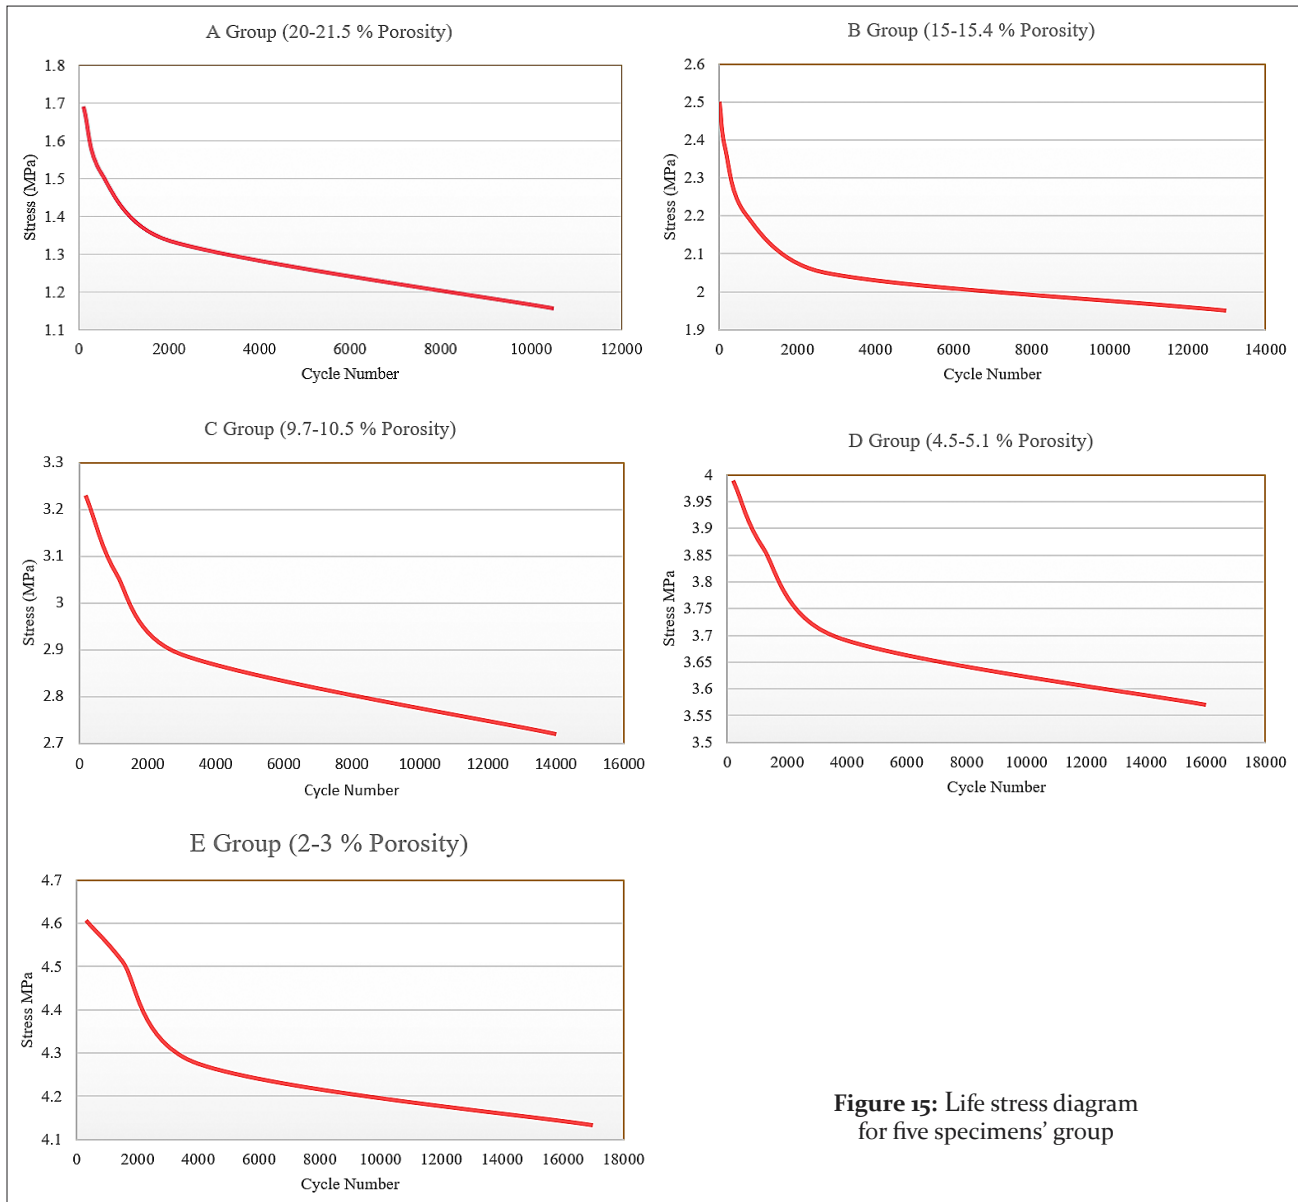 A Group (20-21.5 % Porosity)
1.8
1.7
1.6
1.5
1.4
1.3
1.2
1.1
Stress (MPa)
0 2000 4000 6000 8000 10000 12000
Cycle Number
B Group (15-15.4 % Porosity)
2.6
2.5
2.4
2.3
2.2
2.1
2
1.9
Stress (MPa)
0 2000 4000 6000 8000 10000 12000 14000
Cycle Number
C Group (9.7-10.5 % Porosity)
3.3
3.2
3.1
3
2.9
2.8
2.7
Stress (MPa)
0 2000 4000 6000 8000 10000 12000 14000 16000
Cycle Number
D Group (4.5-5.1 % Porosity)
4
3.95
3.9
3.85
3.8
3.75
3.7
3.65
3.6
3.55
3.5
Stress MPa
0 2000 4000 6000 8000 10000 12000 14000 16000 18000
Cycle Number
E Group (2-3 % Porosity)
4.7
4.6
4.5
4.4
4.3
4.2
4.1
Stress MPa
0 2000 4000 6000 8000 10000 12000 14000 16000 18000
Cycle Number
Figure 15: Life stress diagram
for five specimens’ group